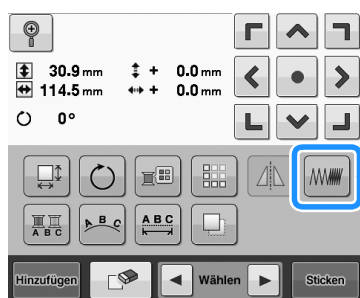 30.9 mm + 0.0 mm
114.5 mm + 0.0 mm
0°
A B C A B C A B C
Hinzufügen Wählen Sticken